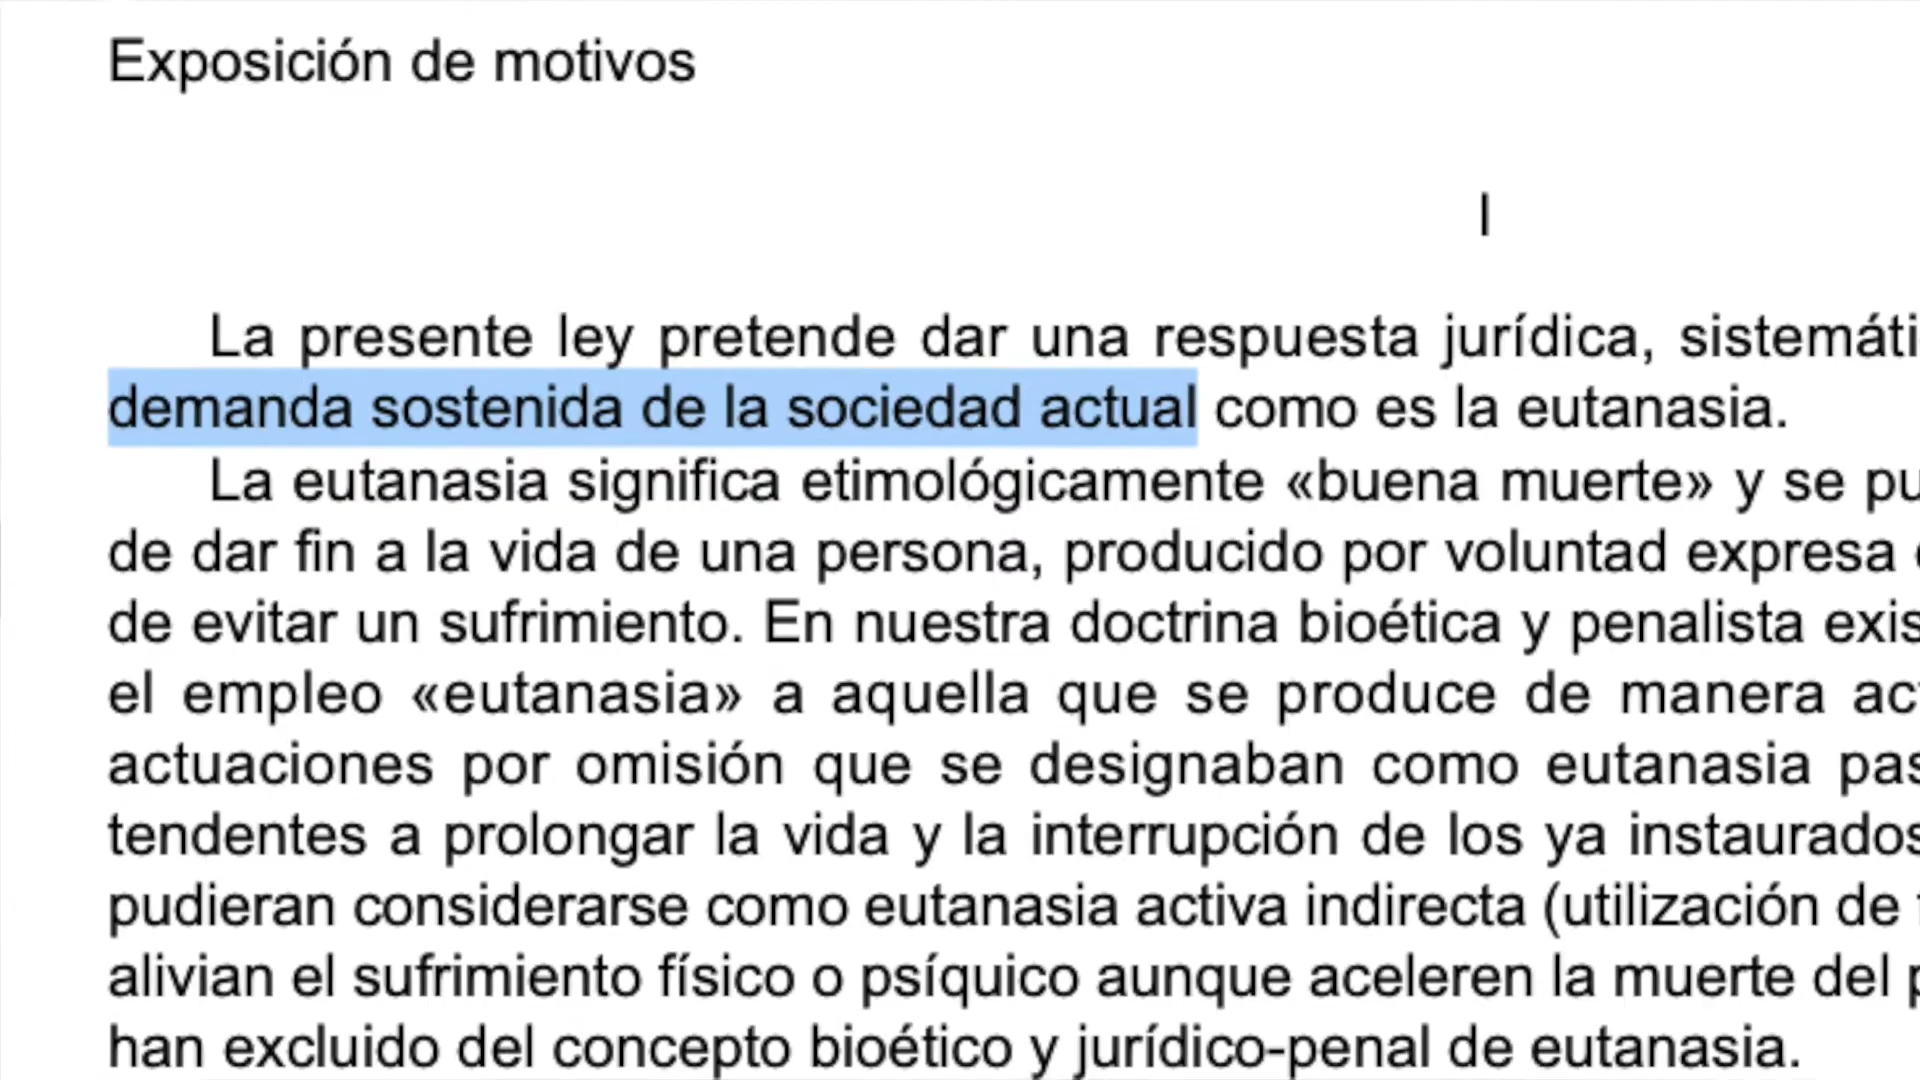 Exposición de motivos
I
La presente ley pretende dar una respuesta jurídica,
demanda sostenida de la sociedad actual como es la eutanasia.
La eutanasia significa etimológicamente «buena muerte» y se
de dar fin a la vida de una persona, producido por voluntad expresa
de evitar un sufrimiento. En nuestra doctrina bioética y penalista
el empleo «eutanasia» a aquella que se produce de manera
actuaciones por omisión que se designaban como eutanasia
tendentes a prolongar la vida y la interrupción de los ya instaurados
pudieran considerarse como eutanasia activa indirecta (utilización de
alivian el sufrimiento físico o psíquico aunque aceleren la muerte del
han excluido del concepto bioético y jurídico-penal de eutanasia.